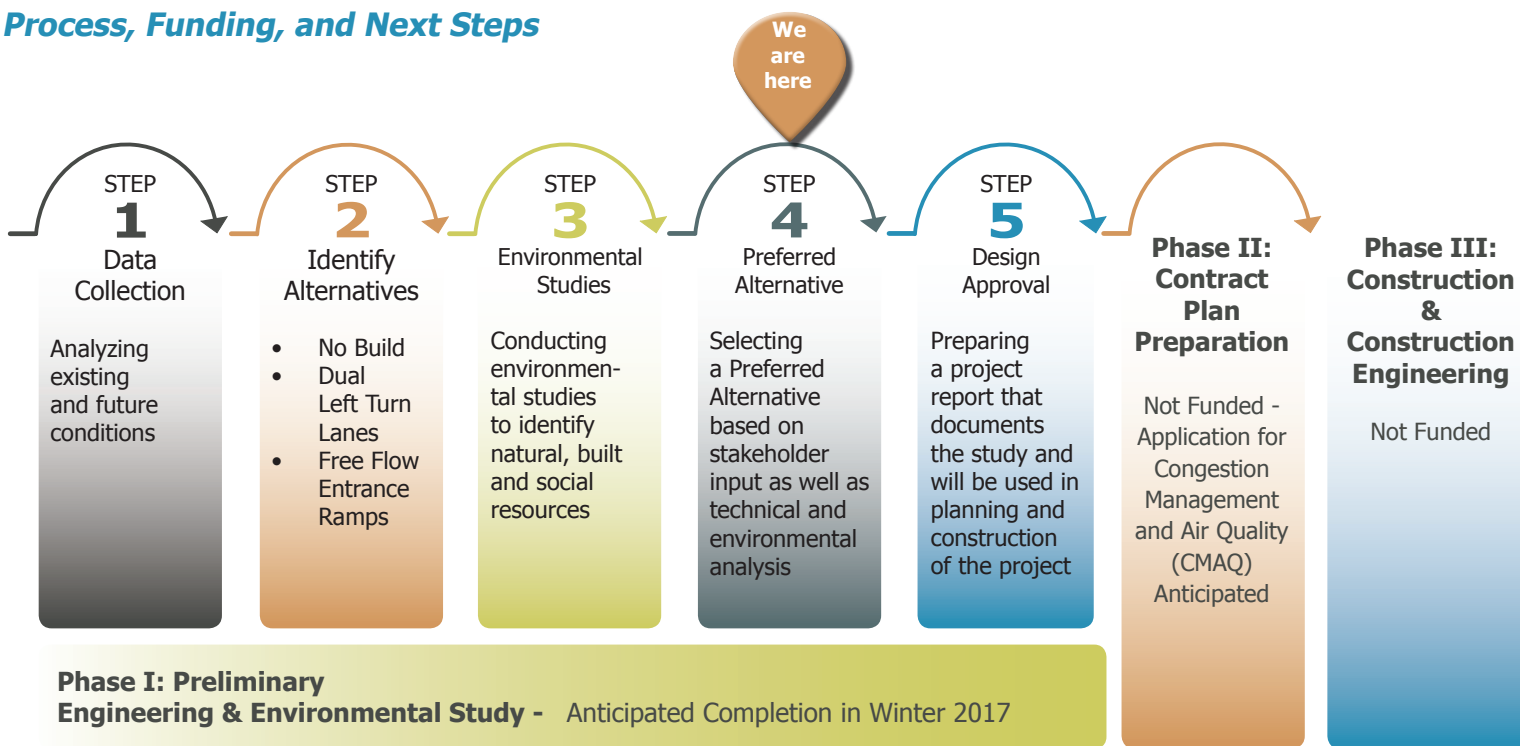 Process, Funding, and Next Steps
We
are
here
STEP
1
Data
Collection
Analyzing
existing
and future
conditions
STEP
2
Identify
Alternatives
• No Build
• Dual
Left Turn
Lanes
• Free Flow
Entrance
Ramps
STEP
3
Environmental
Studies
Conducting
environmen-
tal studies
to identify
natural, built
and social
resources
STEP
4
Preferred
Alternative
Selecting
a Preferred
Alternative
based on
stakeholder
input as well as
technical and
environmental
analysis
STEP
5
Design
Approval
Preparing
a project
report that
documents
the study and
will be used in
planning and
construction
of the project
Phase II:
Contract
Plan
Preparation
Not Funded -
Application for
Congestion
Management
and Air Quality
(CMAQ)
Anticipated
Phase III:
Construction
&
Construction
Engineering
Not Funded
Phase I: Preliminary
Engineering & Environmental Study - Anticipated Completion in Winter 2017